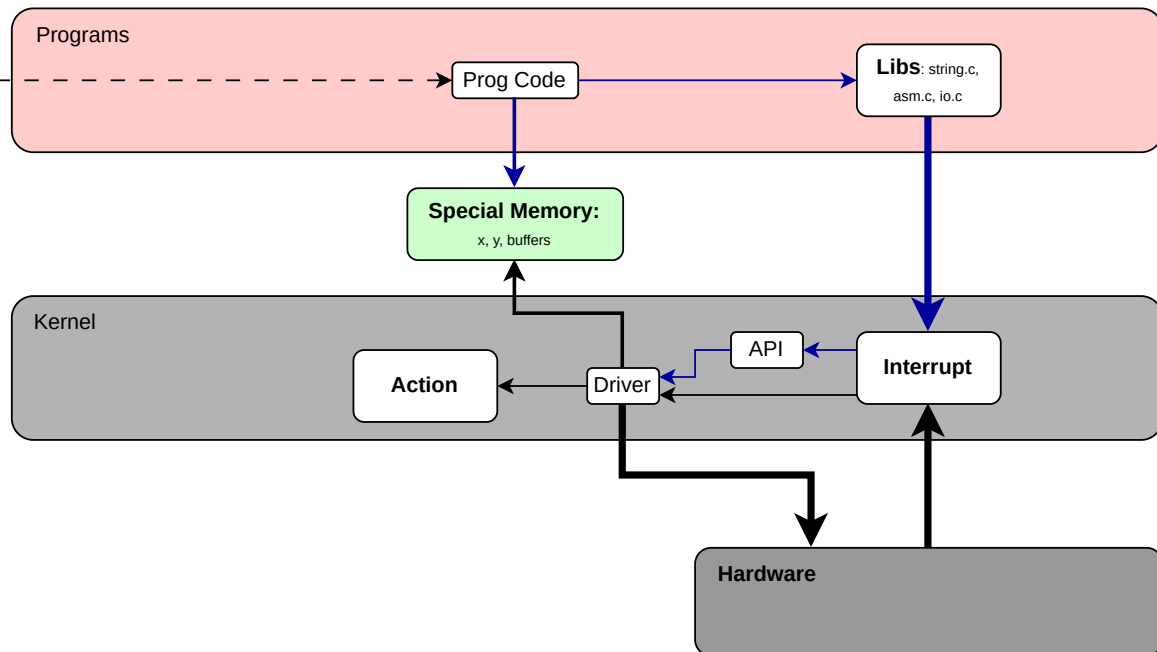 Programs
Prog Code
Libs: string.c,
asm.c, io.c
Special Memory:
x, y, buffers
Kernel
API
Interrupt
Action
Driver
Hardware